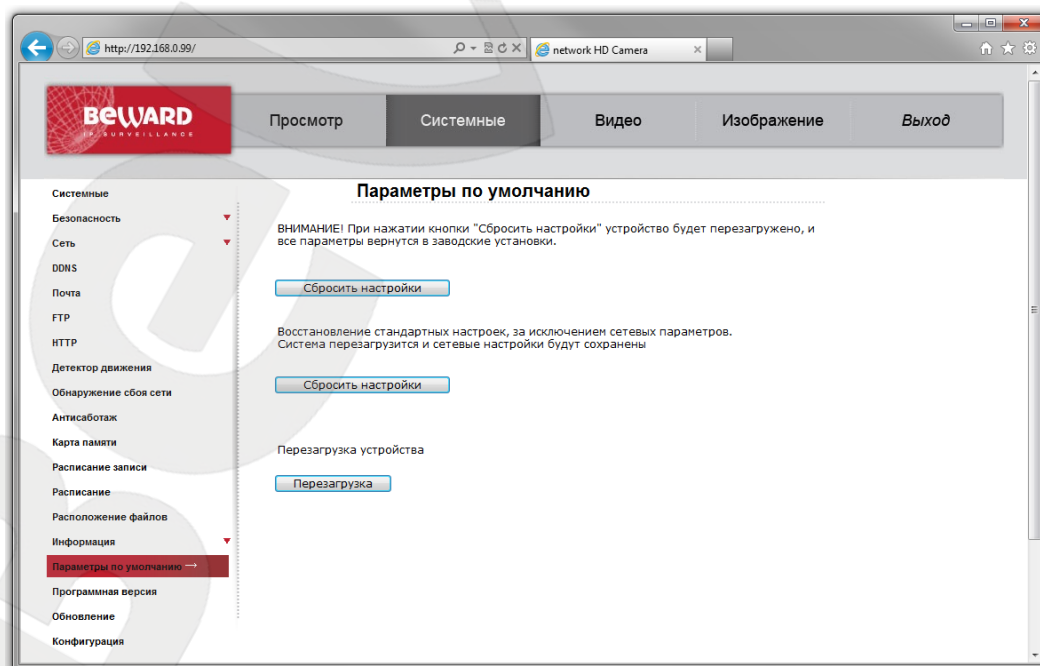 http://192.168.0.99/
network HD Camera
BEWARD
IP SURVEILLANCE
Просмотр
Системные
Видео
Изображение
Выход
Системные
Безопасность
Сеть
DDNS
Почта
FTP
HTTP
Детектор движения
Обнаружение сбоя сети
Антисаботаж
Карта памяти
Расписание записи
Расписание
Расположение файлов
Информация
Параметры по умолчанию →
Программная версия
Обновление
Конфигурация
Параметры по умолчанию
ВНИМАНИЕ! При нажатии кнопки "Сбросить настройки" устройство будет перезагружено, и
все параметры вернутся в заводские установки.
Сбросить настройки
Восстановление стандартных настроек, за исключением сетевых параметров.
Система перезагрузится и сетевые настройки будут сохранены
Сбросить настройки
Перезагрузка устройства
Перезагрузка